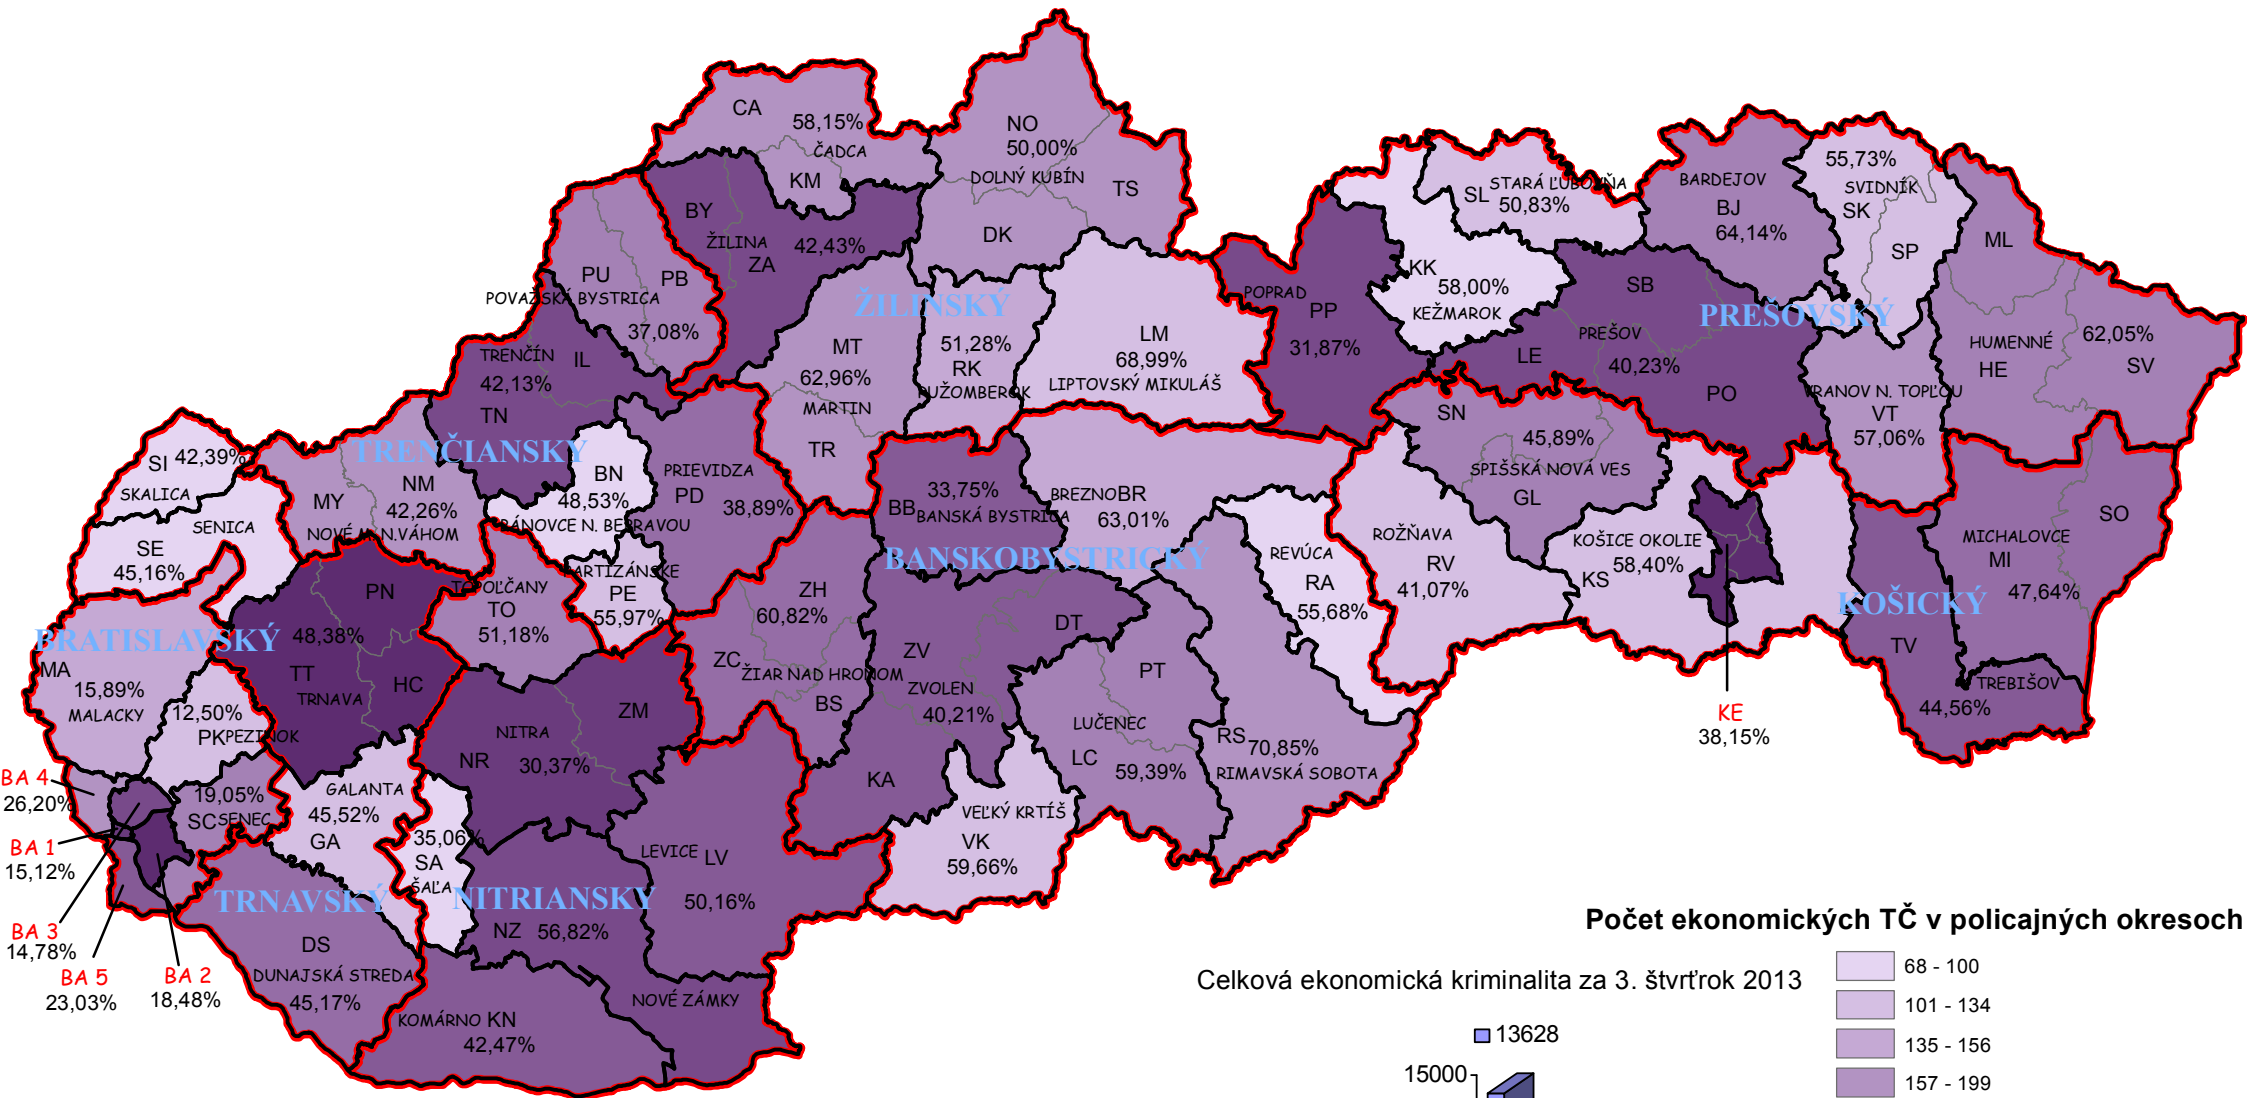 CA
58,15%
ČADCA
KM
NO
50,00%
DOLNÝ KUBÍN
TS
DK
BY
ŽILINA
42,43%
ZA
PU
PB
POVAŽSKÁ BYSTRICA
37,08%
ŽILINSKÝ
MT
62,96%
MARTIN
TR
51,28%
RK
RUŽOMBEROK
LM
68,99%
LIPTOVSKÝ MIKULÁŠ
POPRAD
PP
31,87%
KK
58,00%
KEŽMAROK
SL
STARÁ ĽUBOVŇA
50,83%
BARDEJOV
BJ
64,14%
55,73%
SVIDNÍK
SK
SP
ML
PREŠOVSKÝ
SB
PREŠOV
LE
40,23%
PO
HUMENNÉ
HE
62,05%
SV
VRANOV N. TOPĽOU
VT
57,06%
TRENČÍN
IL
42,13%
TN
TRENČIANSKY
SI 42,39%
SKALICA
SENICA
SE
45,16%
MY
NM
42,26%
NOVÉ M. N.VÁHOM
BN
48,53%
BÁNOVCE N. BEBRAVOU
PRIEVIDZA
PD
38,89%
PARTIZÁNSKE
PE
55,97%
TOPOĽČANY
TO
51,18%
33,75%
BB
BANSKÁ BYSTRICA
BREZNO BR
63,01%
BANSKOBYSTRICKÝ
REVÚCA
RA
55,68%
ROŽŇAVA
RV
41,07%
SN
45,89%
SPIŠSKÁ NOVÁ VES
GL
KOŠICE OKOLIE
KS
58,40%
KE
38,15%
KOŠICKÝ
MICHALOVCE
MI
47,64%
SO
TV
TREBIŠOV
44,56%
PN
48,38%
TT
TRNAVA
HC
BRATISLAVSKÝ
MA
15,89%
MALACKY
12,50%
PK PEZINOK
19,05%
SC SENEC
BA 4
26,20%
BA 1
15,12%
BA 3
14,78%
BA 5
23,03%
BA 2
18,48%
GALANTA
45,52%
GA
35,06%
SA
ŠAĽA
TRNAVSKÝ
DS
DUNAJSKÁ STREDA
45,17%
NITRA
NR
30,37%
ZM
NITRIANSKY
NZ 56,82%
NOVÉ ZÁMKY
KOMÁRNO KN
42,47%
LEVICE LV
50,16%
ZH
60,82%
ZC
ŽIAR NAD HRONOM
BS
ZV
ZVOLEN
40,21%
DT
KA
PT
LUČENEC
LC
59,39%
VEĽKÝ KRTÍŠ
VK
59,66%
RS
70,85%
RIMAVSKÁ SOBOTA
Počet ekonomických TČ v policajných okresoch
68 - 100
101 - 134
135 - 156
157 - 199
Celková ekonomická kriminalita za 3. štvrťrok 2013
13628
15000